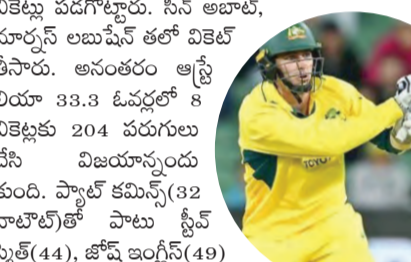 వికెట్లు పడగొట్టారు. సీన్ అబాట్,
మార్నస్ లబుషేన్ తలో వికెట్
తీసారు. అనంతరం ఆస్ట్రే
లియా 33.3 ఓవర్లలో 8
వికెట్లకు 204 పరుగులు
చేసి విజయాన్నందు
కుంది. ప్యాట్ కమిన్స్(32
నాటౌట్)తో పాటు స్టీవ్
స్మిత్(44), జోష్ ఇంగ్లీస్(49)
TOYO